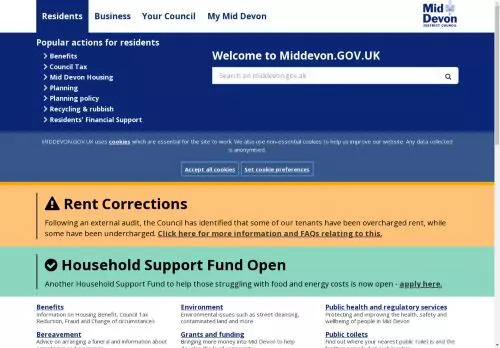 Residents
Business
Your Council
My Mid Devon
Mid
Devon
DISTRICT COUNCIL
Popular actions for residents
Benefits
Council Tax
Mid Devon Housing
Planning
Planning policy
Recycling & rubbish
Residents' Financial Support
Welcome to Middevon.GOV.UK
Search on middevon.gov.uk
MIDDEVON.GOV.UK uses cookies which are essential for the site to work. We also use non-essential cookies to help us improve our website. Any data collected
is anonymised.
Accept all cookies
Set cookie preferences
Rent Corrections
Following an external audit, the Council has identified that some of our tenants have been overcharged rent, while
some have been undercharged. Click here for more information and FAQs relating to this.
Household Support Fund Open
Another Household Support Fund to help those struggling with food and energy costs is now open - apply here.
Benefits
Information on Housing Benefit, Council Tax
Reduction, Fraud and Change of circumstances
Environment
Environmental issues such as street cleansing,
contaminated land and more
Public health and regulatory services
Protecting and improving the health, safety and
wellbeing of people in Mid Devon
Bereavement
Advice on arranging a funeral and information about
Grants and funding
Bringing more money into Mid Devon to help
Public toilets
Find out where your nearest public toilet is and the